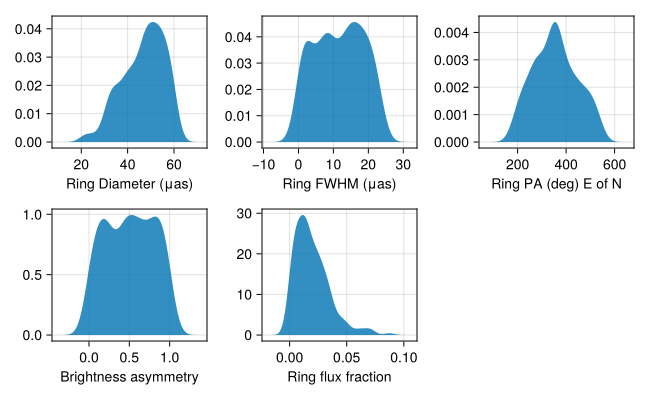 0.04
0.03
0.02
0.01
0.00
20 40 60
Ring Diameter (μas)
0.04
0.03
0.02
0.01
0.00
−10 0 10 20 30
Ring FWHM (μas)
0.004
0.003
0.002
0.001
0.000
200 400 600
Ring PA (deg) E of N
1.0
0.5
0.0
0.0 0.5 1.0
Brightness asymmetry
30
20
10
0
0.00 0.05 0.10
Ring flux fraction